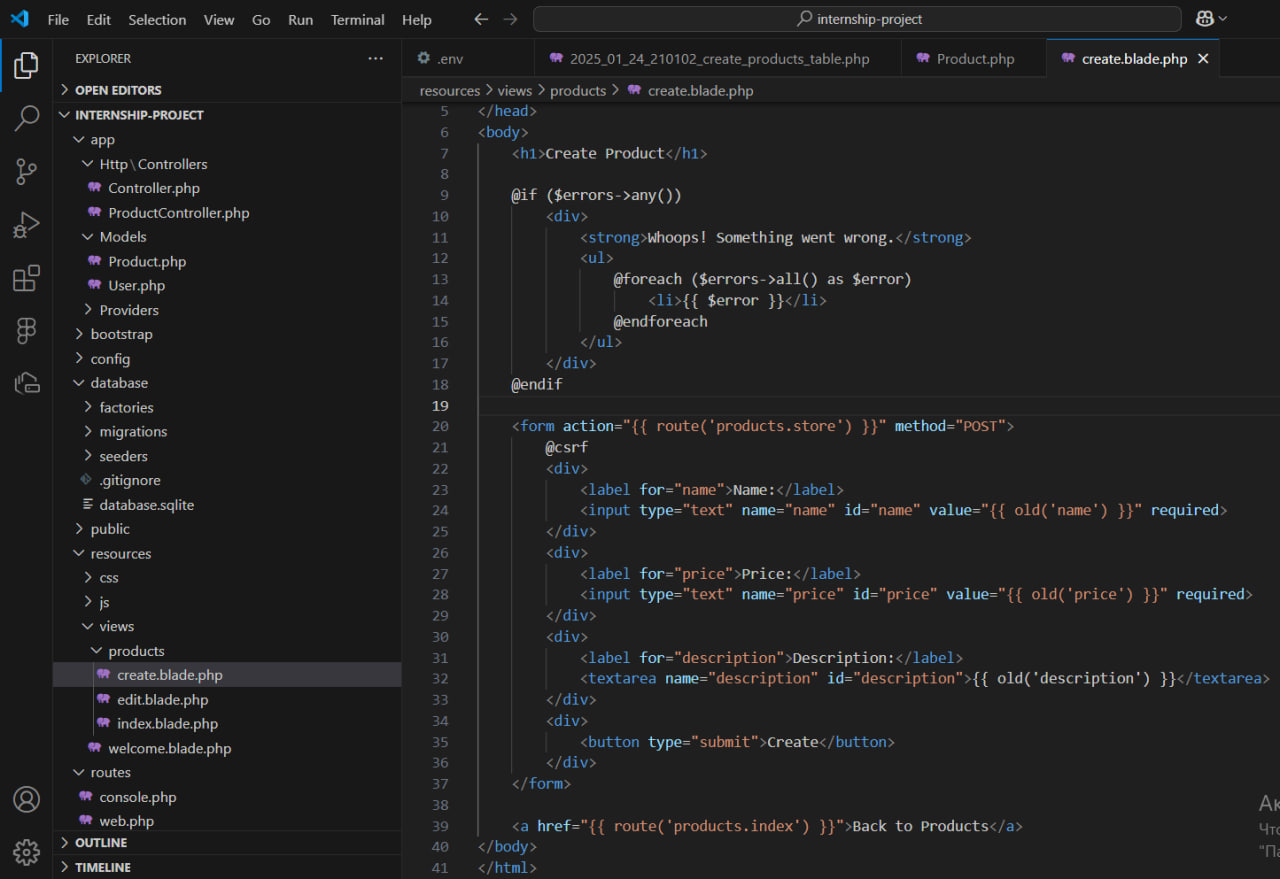 File Edit Selection View Go Run Terminal Help
internship-project
EXPLORER
OPEN EDITORS
INTERNSHIP-PROJECT
app
Http\Controllers
Controller.php
ProductController.php
Models
Product.php
User.php
Providers
bootstrap
config
database
factories
migrations
seeders
.gitignore
database.sqlite
public
resources
css
js
views
products
create.blade.php
edit.blade.php
index.blade.php
welcome.blade.php
routes
console.php
web.php
OUTLINE
TIMELINE
.env 2025_01_24_210102_create_products_table.php Product.php create.blade.php
resources > views > products > create.blade.php
5 </head>
6 <body>
7 <h1>Create Product</h1>
8
9 @if ($errors->any())
10 <div>
11 <strong>Whoops! Something went wrong.</strong>
12 <ul>
13 @foreach ($errors->all() as $error)
14 <li>{{ $error }}</li>
15 @endforeach
16 </ul>
17 </div>
18 @endif
19
20 <form action="{{ route('products.store') }}" method="POST">
21 @csrf
22 <div>
23 <label for="name">Name:</label>
24 <input type="text" name="name" id="name" value="{{ old('name') }}" required>
25 </div>
26 <div>
27 <label for="price">Price:</label>
28 <input type="text" name="price" id="price" value="{{ old('price') }}" required>
29 </div>
30 <div>
31 <label for="description">Description:</label>
32 <textarea name="description" id="description">{{ old('description') }}</textarea>
33 </div>
34 <div>
35 <button type="submit">Create</button>
36 </div>
37 </form>
38
39 <a href="{{ route('products.index') }}">Back to Products</a>
40 </body>
41 </html>